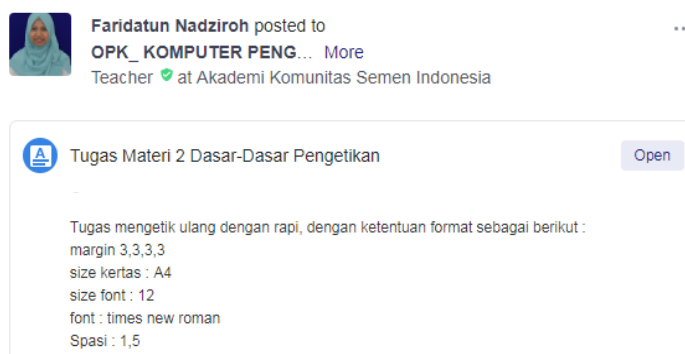 Faridatun Nadziroh posted to
OPK_ KOMPUTER PENG... More
Teacher at Akademi Komunitas Semen Indonesia
Tugas Materi 2 Dasar-Dasar Pengetikan
Open
Tugas mengetik ulang dengan rapi, dengan ketentuan format sebagai berikut :
margin 3,3,3,3
size kertas : A4
size font : 12
font : times new roman
Spasi : 1,5